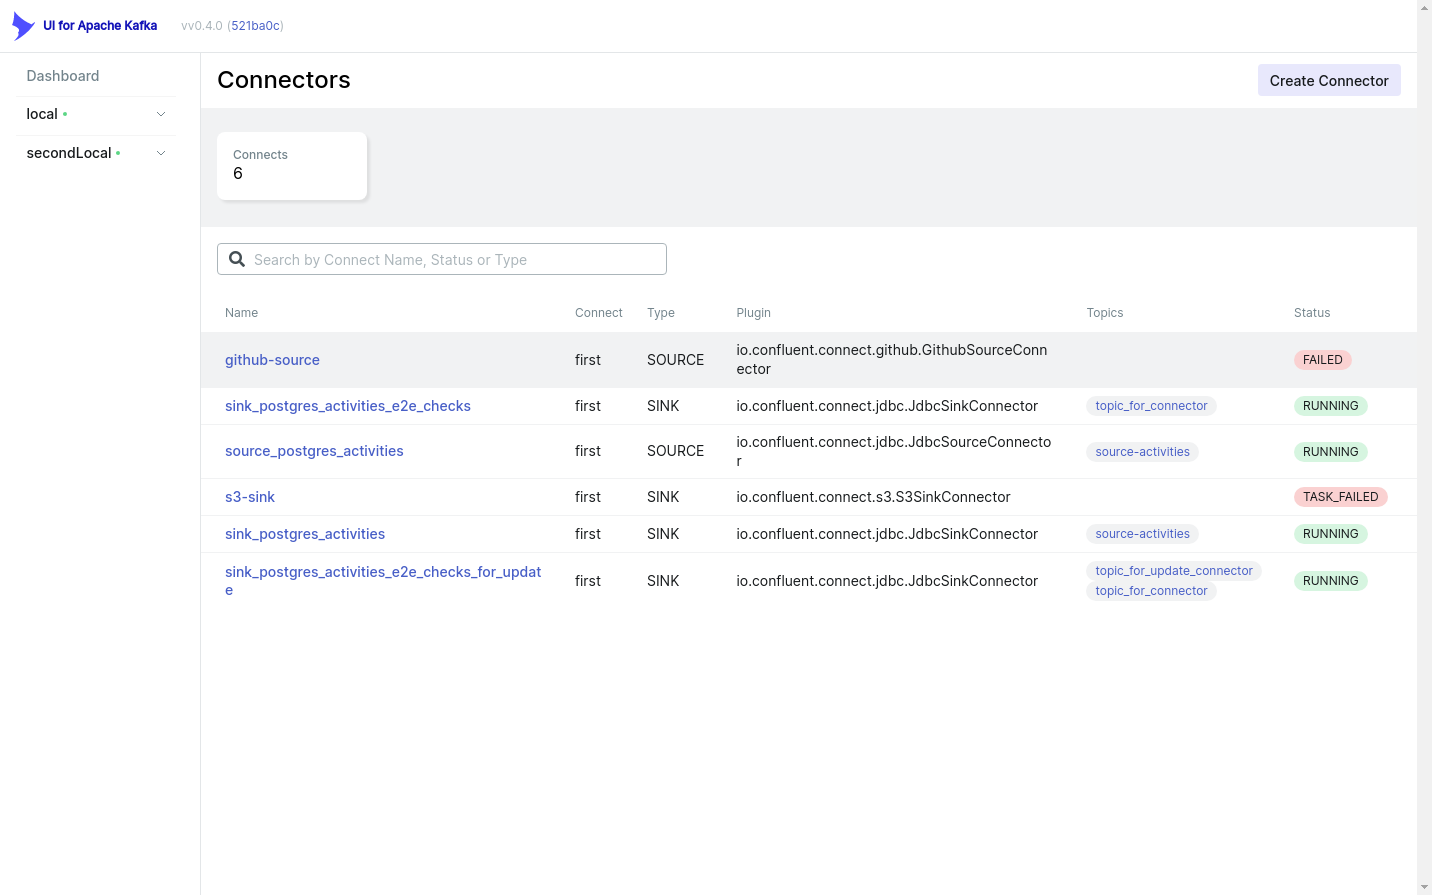 UI for Apache Kafka vv0.4.0 (521ba0c)
Dashboard
local
secondLocal
Connectors
Create Connector
Connects
6
Search by Connect Name, Status or Type
Name Connect Type Plugin Topics Status
github-source first SOURCE io.confluent.connect.github.GithubSourceConn
ector FAILED
sink_postgres_activities_e2e_checks first SINK io.confluent.connect.jdbc.JdbcSinkConnector topic_for_connector RUNNING
source_postgres_activities first SOURCE io.confluent.connect.jdbc.JdbcSourceConnecto
r source-activities RUNNING
s3-sink first SINK io.confluent.connect.s3.S3SinkConnector TASK_FAILED
sink_postgres_activities first SINK io.confluent.connect.jdbc.JdbcSinkConnector source-activities RUNNING
sink_postgres_activities_e2e_checks_for_updat
e first SINK io.confluent.connect.jdbc.JdbcSinkConnector topic_for_update_connector
topic_for_connector RUNNING